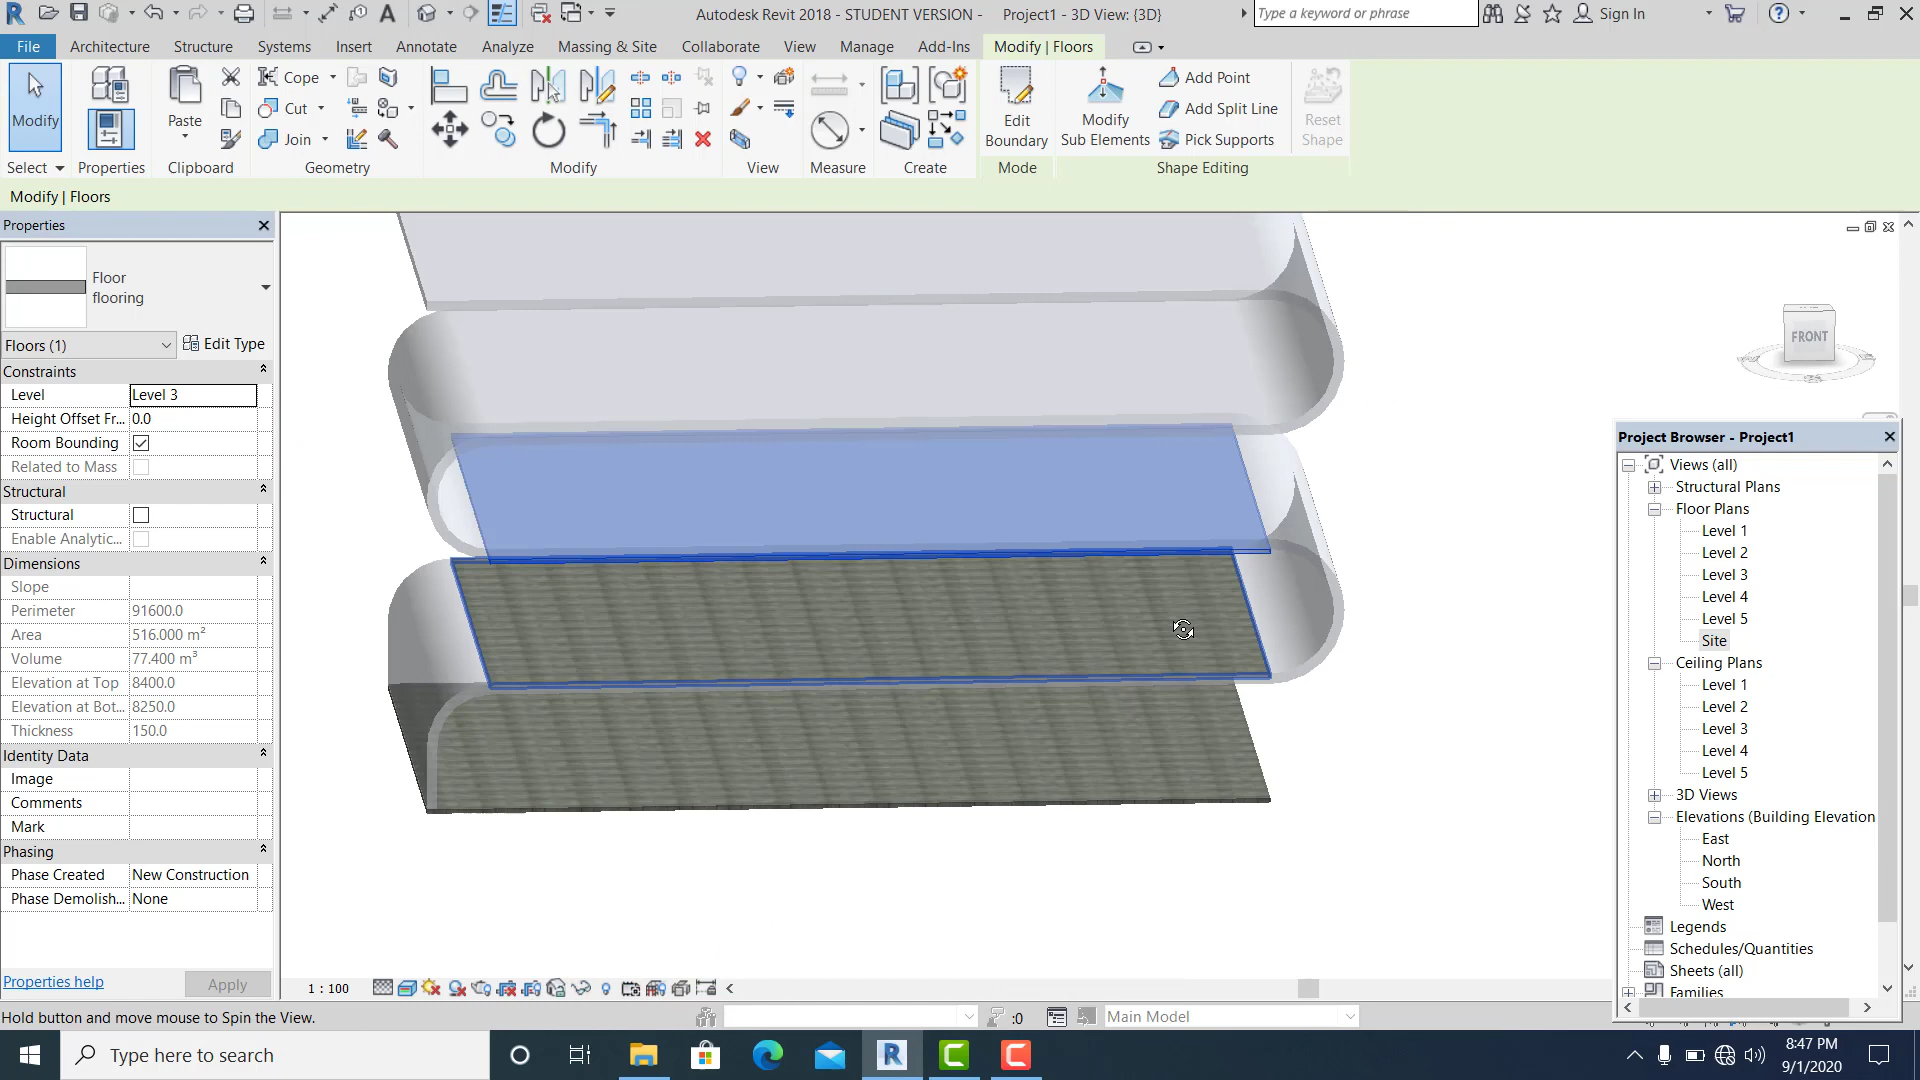 Autodesk Revit 2018 - STUDENT VERSION - Project1 - 3D View: {3D}
Type a keyword or phrase
Sign In
File Architecture Structure Systems Insert Annotate Analyze Massing & Site Collaborate View Manage Add-Ins Modify | Floors
Modify
Paste
Cope
Cut
Join
Edit Boundary
Modify Sub Elements
Add Point
Add Split Line
Pick Supports
Reset Shape
Select Properties Clipboard Geometry Modify View Measure Create Mode Shape Editing
Modify | Floors
Properties
Floor
flooring
Floors (1) Edit Type
Constraints
Level Level 3
Height Offset Fr... 0.0
Room Bounding
Related to Mass
Structural
Structural
Enable Analytic...
Dimensions
Slope
Perimeter 91600.0
Area 516.000 m²
Volume 77.400 m³
Elevation at Top 8400.0
Elevation at Bot... 8250.0
Thickness 150.0
Identity Data
Image
Comments
Mark
Phasing
Phase Created New Construction
Phase Demolish... None
Properties help Apply
FRONT
Project Browser - Project1
Views (all)
Structural Plans
Floor Plans
Level 1
Level 2
Level 3
Level 4
Level 5
Site
Ceiling Plans
Level 1
Level 2
Level 3
Level 4
Level 5
3D Views
Elevations (Building Elevation
East
North
South
West
Legends
Schedules/Quantities
Sheets (all)
Families
1 : 100
Hold button and move mouse to Spin the View.
:0
Main Model
Type here to search
8:47 PM
9/1/2020